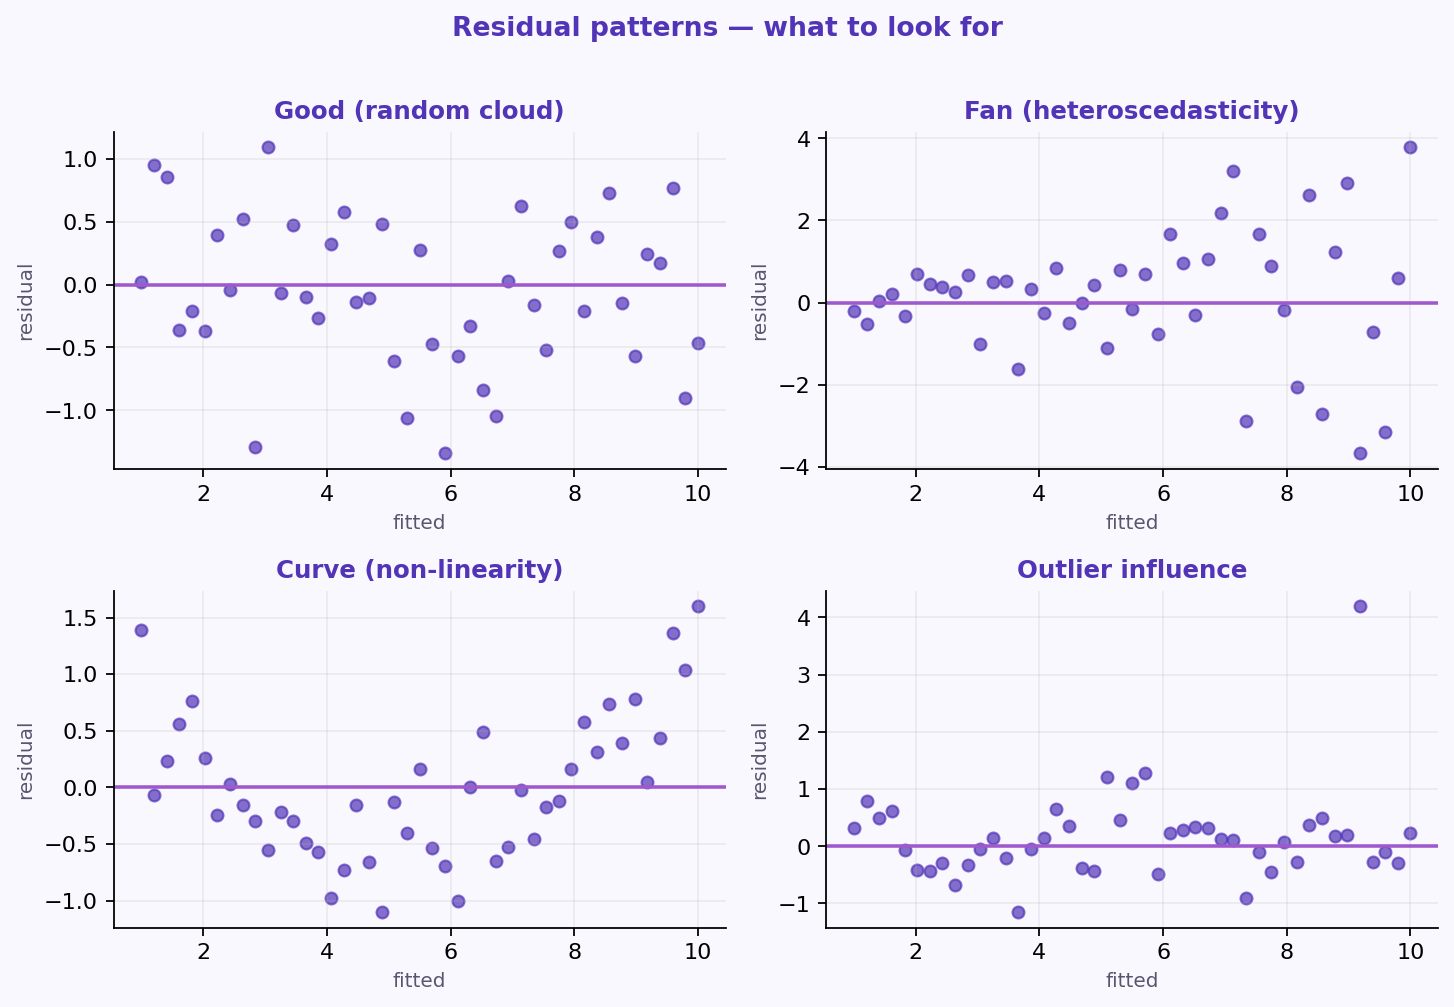 Residual patterns — what to look for
Good (random cloud)
1.0
0.5
0.0
−0.5
−1.0
residual
2 4 6 8 10
fitted
Fan (heteroscedasticity)
4
2
0
−2
−4
residual
2 4 6 8 10
fitted
Curve (non-linearity)
1.5
1.0
0.5
0.0
−0.5
−1.0
residual
2 4 6 8 10
fitted
Outlier influence
4
3
2
1
0
−1
residual
2 4 6 8 10
fitted